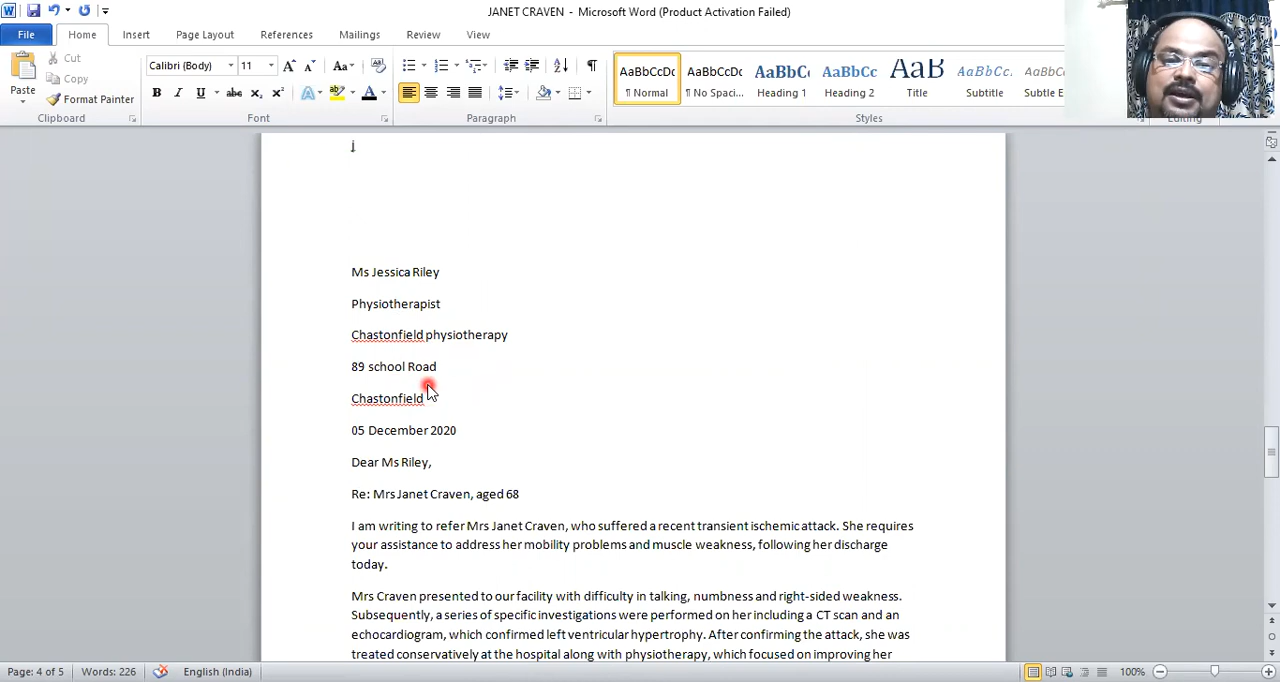 JANET CRAVEN - Microsoft Word (Product Activation Failed)
File Home Insert Page Layout References Mailings Review View
Paste
Cut
Copy
Format Painter
Clipboard
Calibri (Body) 11
Font
Paragraph
AaBbCcDc AaBbCcDc AaBbC AaBbCc AaB AaBbCc. AaBbC
¶ Normal ¶ No Spaci... Heading 1 Heading 2 Title Subtitle Subtle E
Styles
Editing
j
Ms Jessica Riley
Physiotherapist
Chastonfield physiotherapy
89 school Road
Chastonfield
05 December 2020
Dear Ms Riley,
Re: Mrs Janet Craven, aged 68
I am writing to refer Mrs Janet Craven, who suffered a recent transient ischemic attack. She requires
your assistance to address her mobility problems and muscle weakness, following her discharge
today.
Mrs Craven presented to our facility with difficulty in talking, numbness and right-sided weakness.
Subsequently, a series of specific investigations were performed on her including a CT scan and an
echocardiogram, which confirmed left ventricular hypertrophy. After confirming the attack, she was
treated conservatively at the hospital along with physiotherapy, which focused on improving her
Page: 4 of 5 Words: 226 English (India) 100%